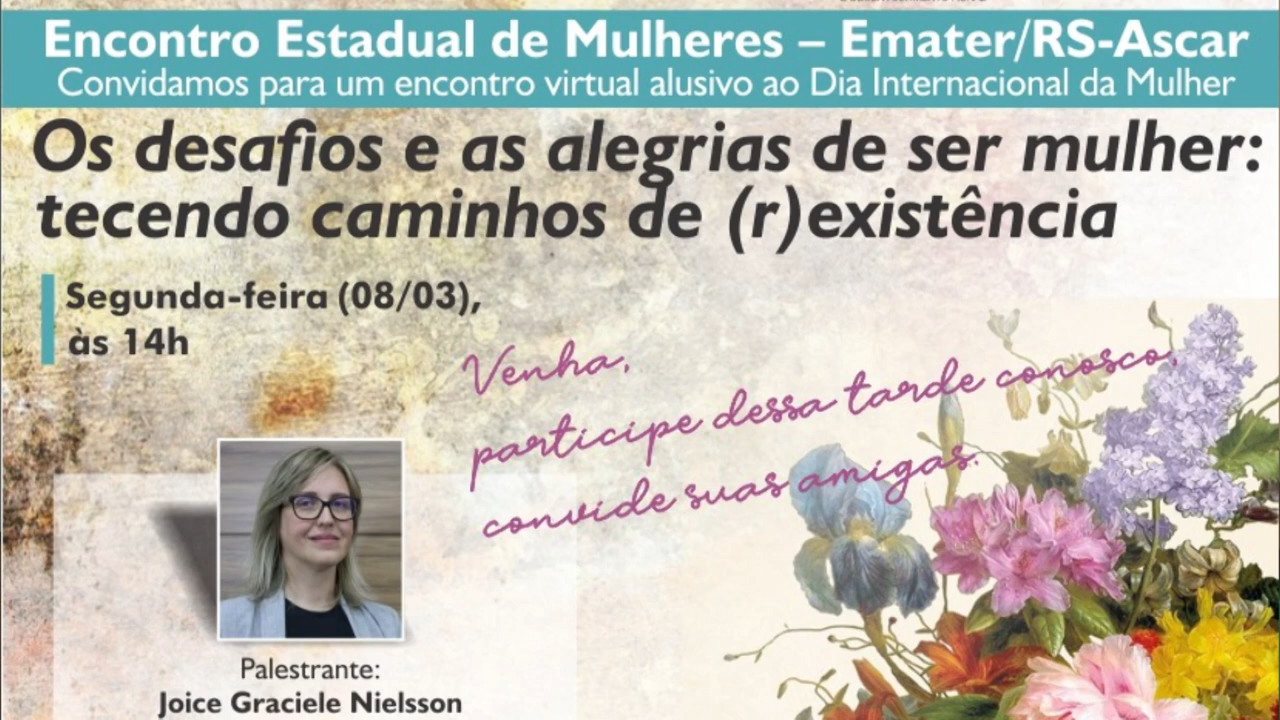 Encontro Estadual de Mulheres – Emater/RS-Ascar
Convidamos para um encontro virtual alusivo ao Dia Internacional da Mulher
Os desafios e as alegrias de ser mulher:
tecendo caminhos de (r)existência
Segunda-feira (08/03),
às 14h
Venha,
participe dessa tarde conosco,
convide suas amigas.
Palestrante:
Joice Graciele Nielsson